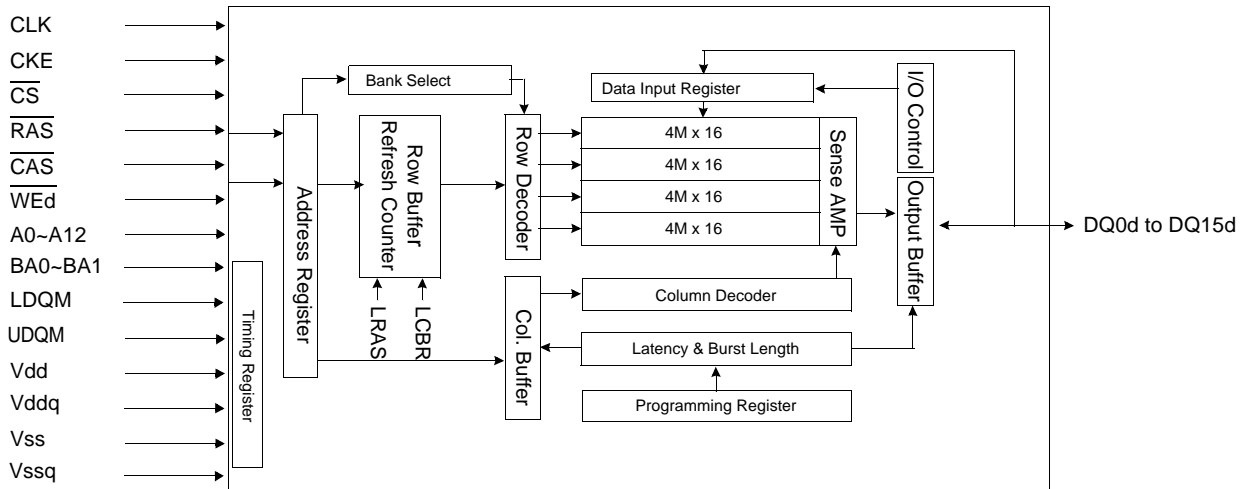 CLK
CKE
CS
RAS
CAS
WEd
A0~A12
BA0~BA1
LDQM
UDQM
Vdd
Vddq
Vss
Vssq
Timing Register
Address Register
Bank Select
Row Buffer
Refresh Counter
LRAS
LCBR
Row Decoder
Col. Buffer
Data Input Register
4M x 16
4M x 16
4M x 16
4M x 16
Sense AMP
Column Decoder
Latency & Burst Length
Programming Register
I/O Control
Output Buffer
DQ0d to DQ15d